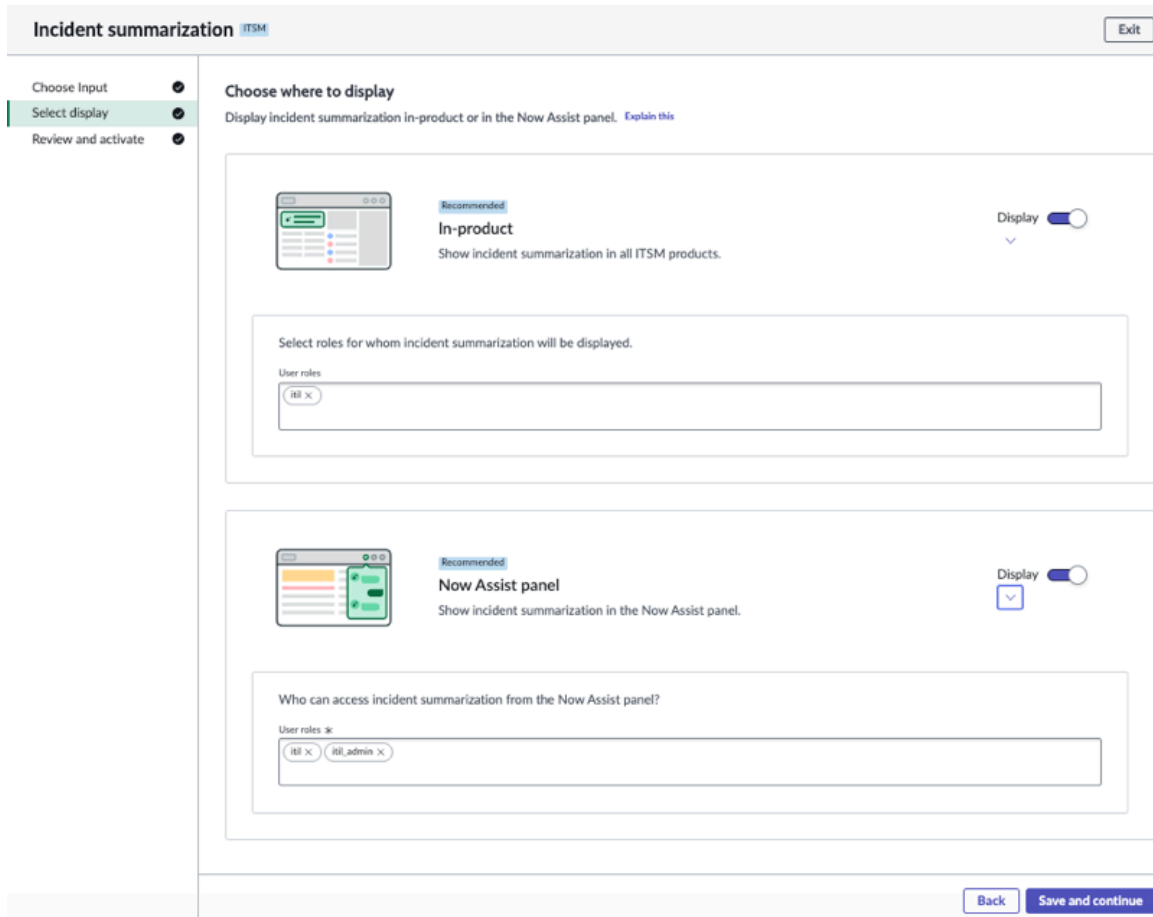 Incident summarization ITSM
Exit
Choose Input
Select display
Review and activate
Choose where to display
Display incident summarization in-product or in the Now Assist panel. Explain this
Recommended
In-product
Show incident summarization in all ITSM products.
Display
Select roles for whom incident summarization will be displayed.
User roles
itil ×
Recommended
Now Assist panel
Show incident summarization in the Now Assist panel.
Display
Who can access incident summarization from the Now Assist panel?
User roles *
itil × itil_admin ×
Back Save and continue